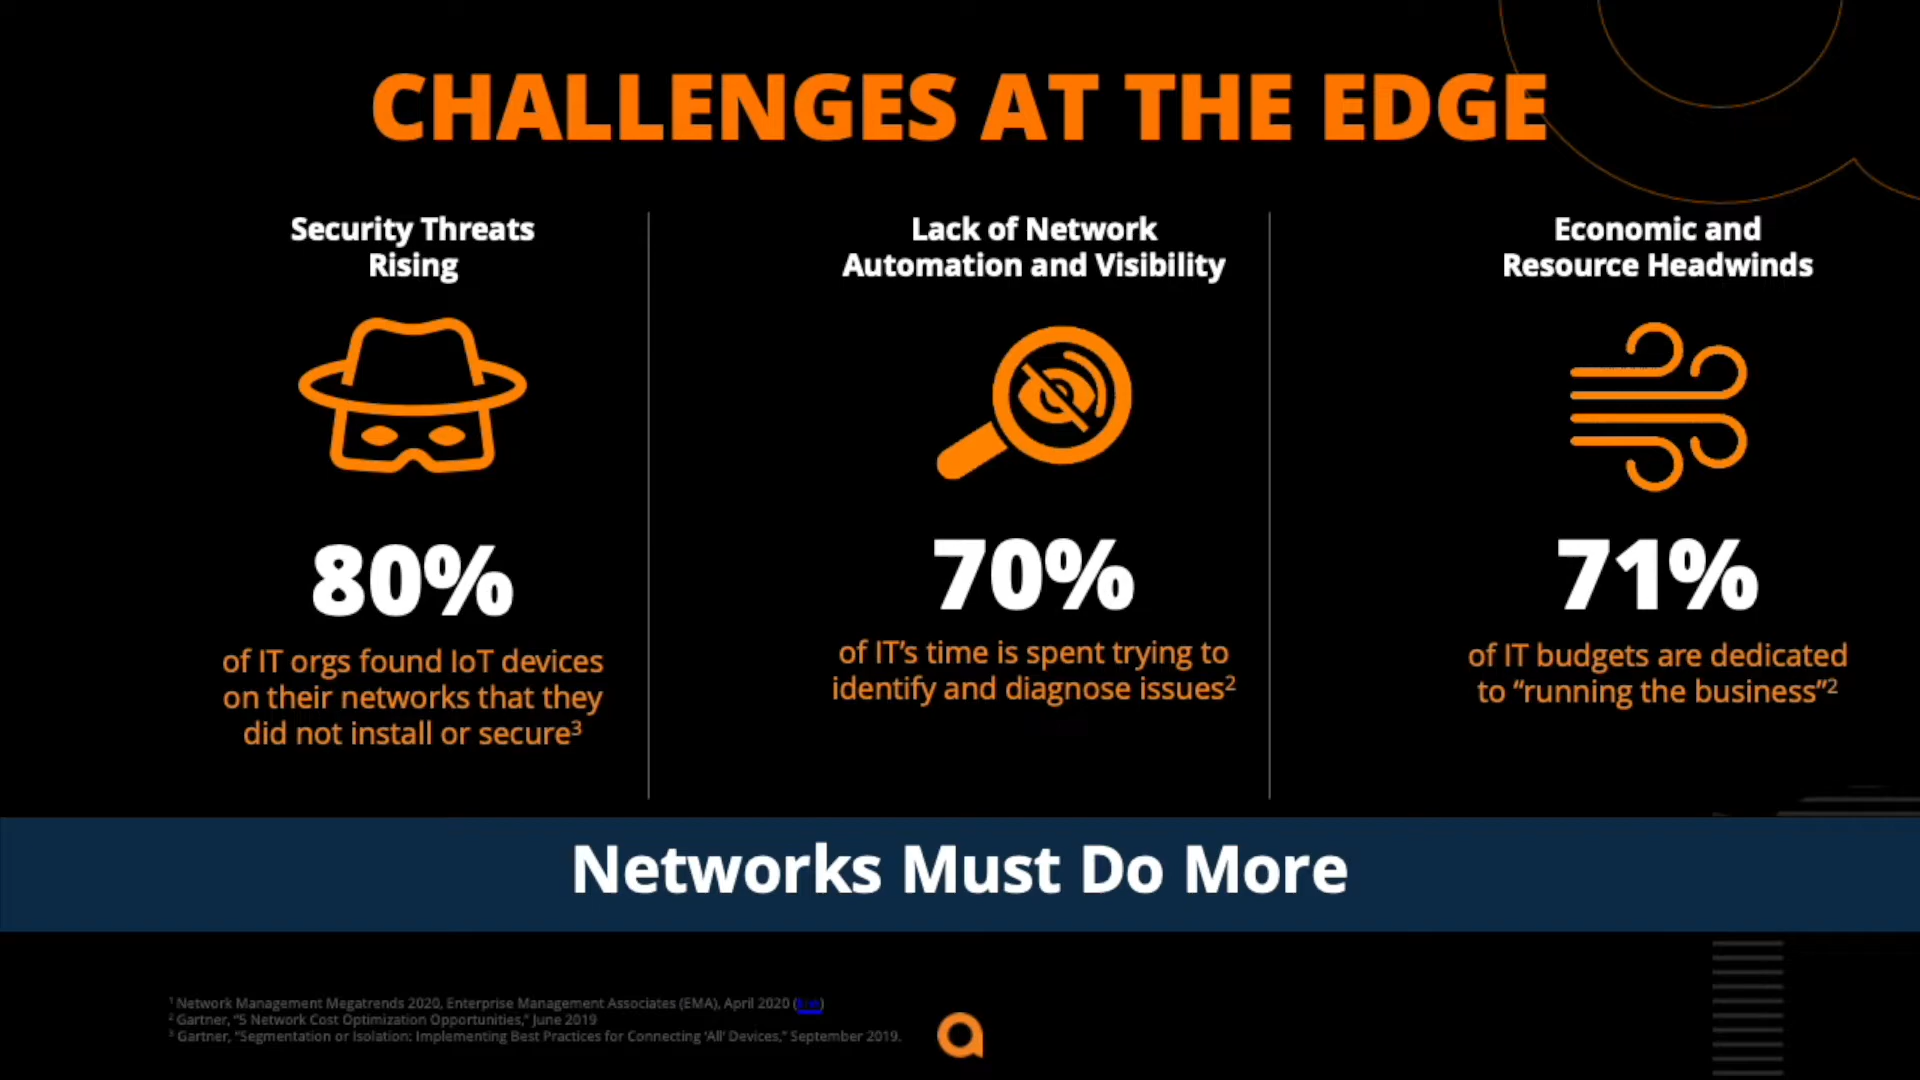 CHALLENGES AT THE EDGE
Security Threats
Rising
80%
of IT orgs found IoT devices
on their networks that they
did not install or secure³
Lack of Network
Automation and Visibility
70%
of IT's time is spent trying to
identify and diagnose issues²
Economic and
Resource Headwinds
71%
of IT budgets are dedicated
to “running the business”²
Networks Must Do More
¹ Network Management Megatrends 2020, Enterprise Management Associates (EMA), April 2020 (link)
² Gartner, “5 Network Cost Optimization Opportunities,” June 2019
³ Gartner, “Segmentation or Isolation: Implementing Best Practices for Connecting ‘All’ Devices,” September 2019.